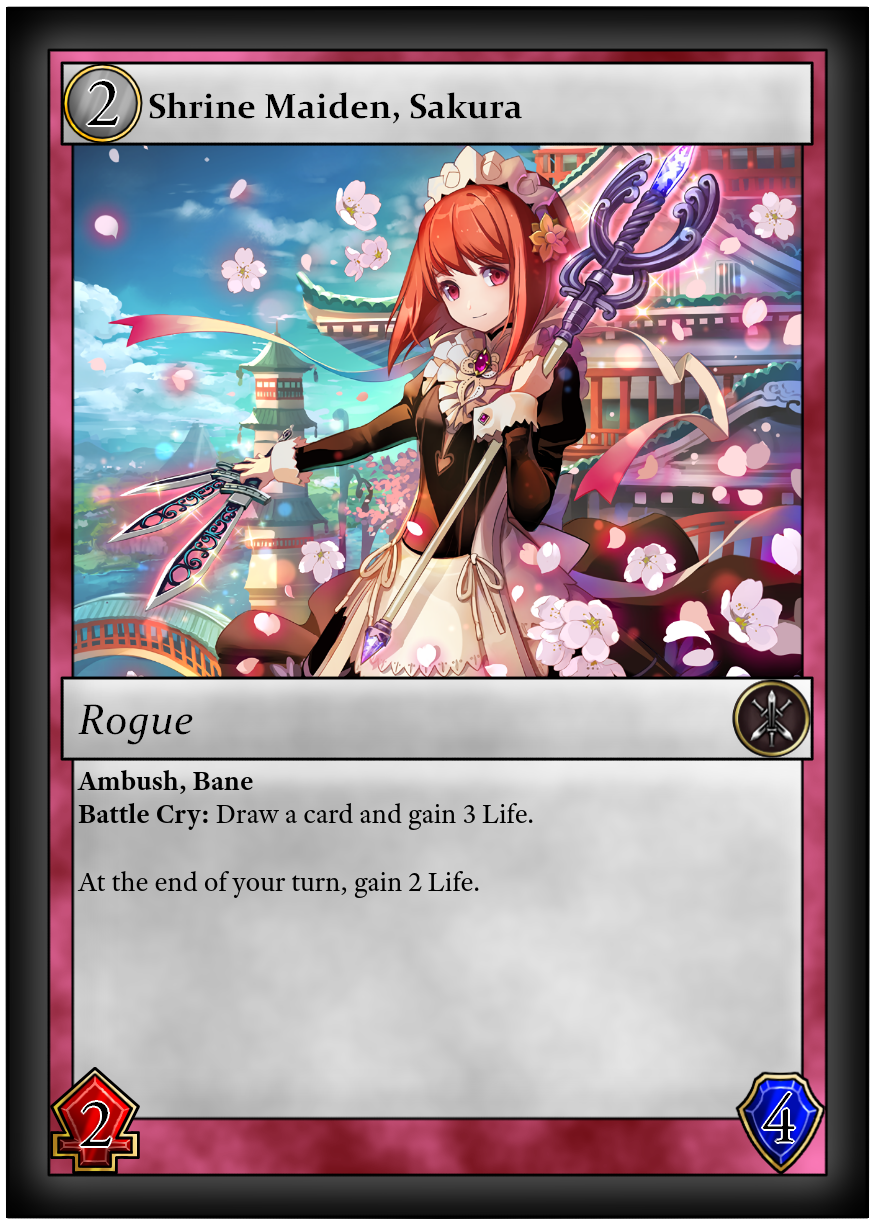 2
Shrine Maiden, Sakura
Rogue
Ambush, Bane
Battle Cry: Draw a card and gain 3 Life.
At the end of your turn, gain 2 Life.
2
4